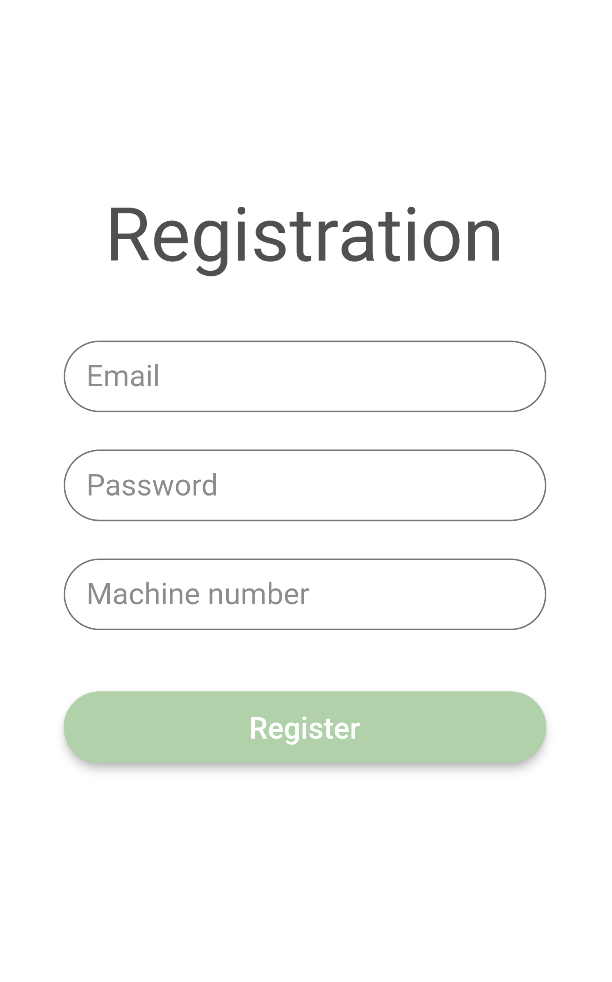 Registration
Email
Password
Machine number
Register